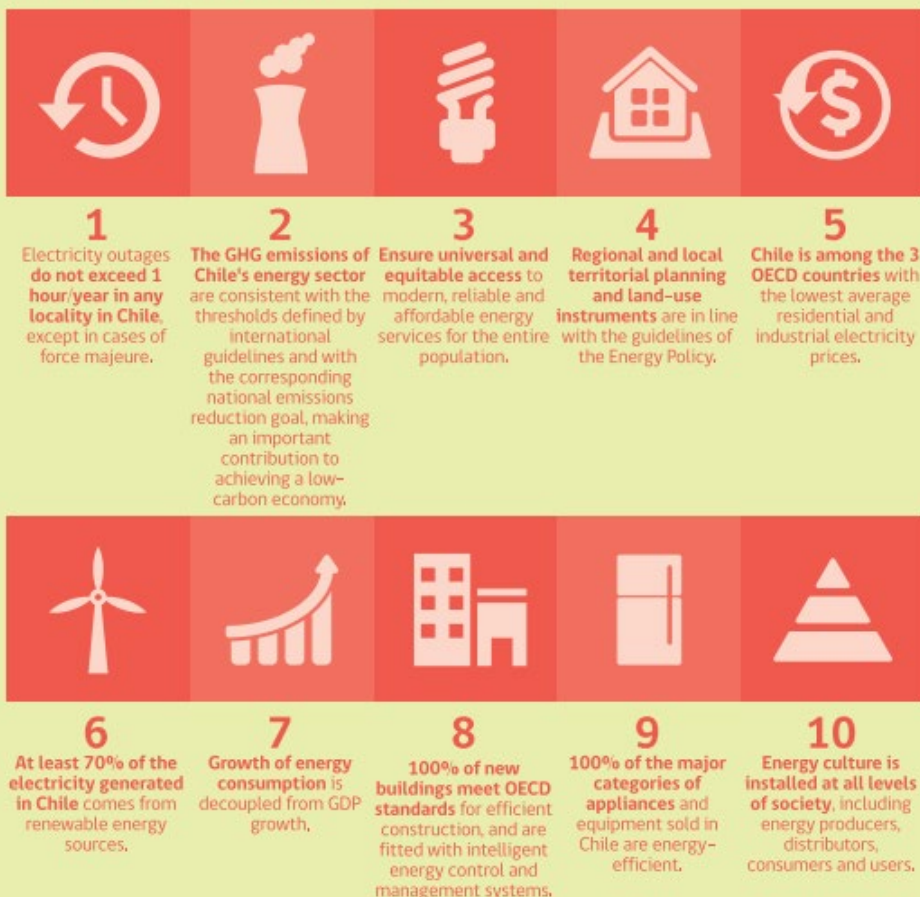 1
Electricity outages
do not exceed 1
hour/year in any
locality in Chile,
except in cases of
force majeure.
2
The GHG emissions of
Chile's energy sector
are consistent with the
thresholds defined by
international
guidelines and with
the corresponding
national emissions
reduction goal, making
an important
contribution to
achieving a low-
carbon economy.
3
Ensure universal and
equitable access to
modern, reliable and
affordable energy
services for the entire
population.
4
Regional and local
territorial planning
and land-use
instruments are in line
with the guidelines of
the Energy Policy.
5
Chile is among the 3
OECD countries with
the lowest average
residential and
industrial electricity
prices.
6
At least 70% of the
electricity generated
in Chile comes from
renewable energy
sources.
7
Growth of energy
consumption is
decoupled from GDP
growth.
8
100% of new
buildings meet OECD
standards for efficient
construction, and are
fitted with intelligent
energy control and
management systems.
9
100% of the major
categories of
appliances and
equipment sold in
Chile are energy-
efficient.
10
Energy culture is
installed at all levels
of society, including
energy producers,
distributors,
consumers and users.